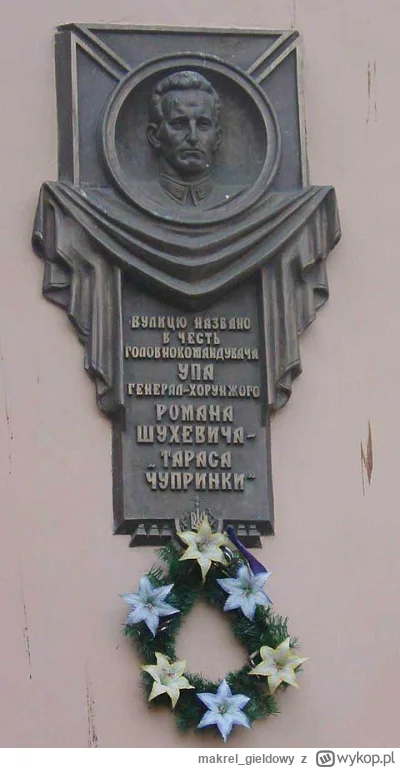 ВУЛИЦЮ НАЗВАНО
В ЧЕСТЬ
ГОЛОВНОКОМАНДУВАЧА
УПА
ГЕНЕРАЛ-ХОРУНЖОГО
РОМАНА
ШУХЕВИЧА-
"ТАРАСА
ЧУПРИНКИ"
makrel_gieldowy z wykop.pl